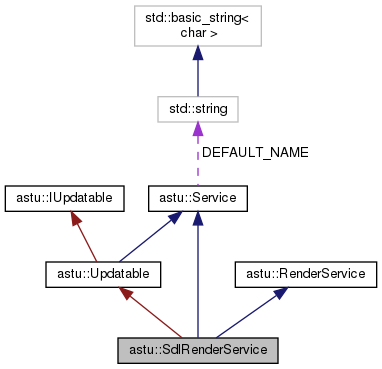 std::basic_string<
char >
std::string
DEFAULT_NAME
astu::IUpdatable
astu::Service
astu::Updatable
astu::RenderService
astu::SdlRenderService